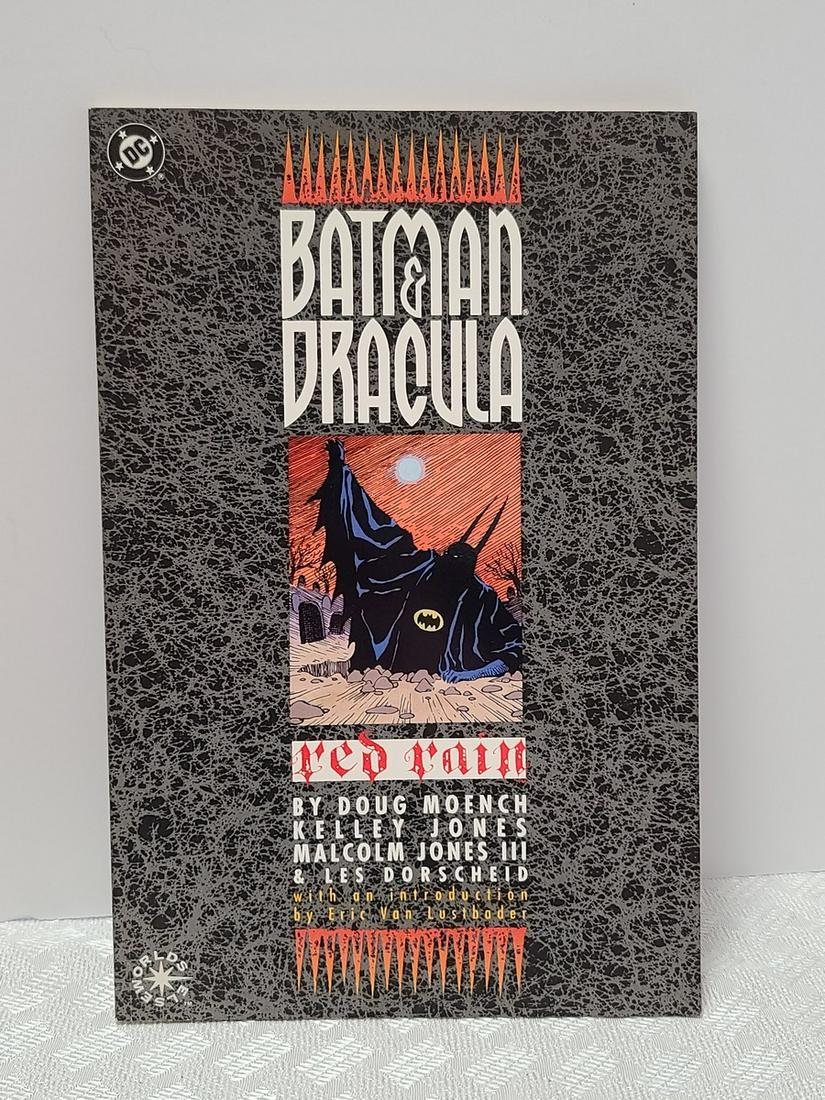 DC
BATMAN
&
DRACULA
red rain
BY DOUG MOENCH
KELLEY JONES
MALCOLM JONES III
& LES DORSCHEID
with an introduction
by Eric Van Lustbader
ELSEWORLDS